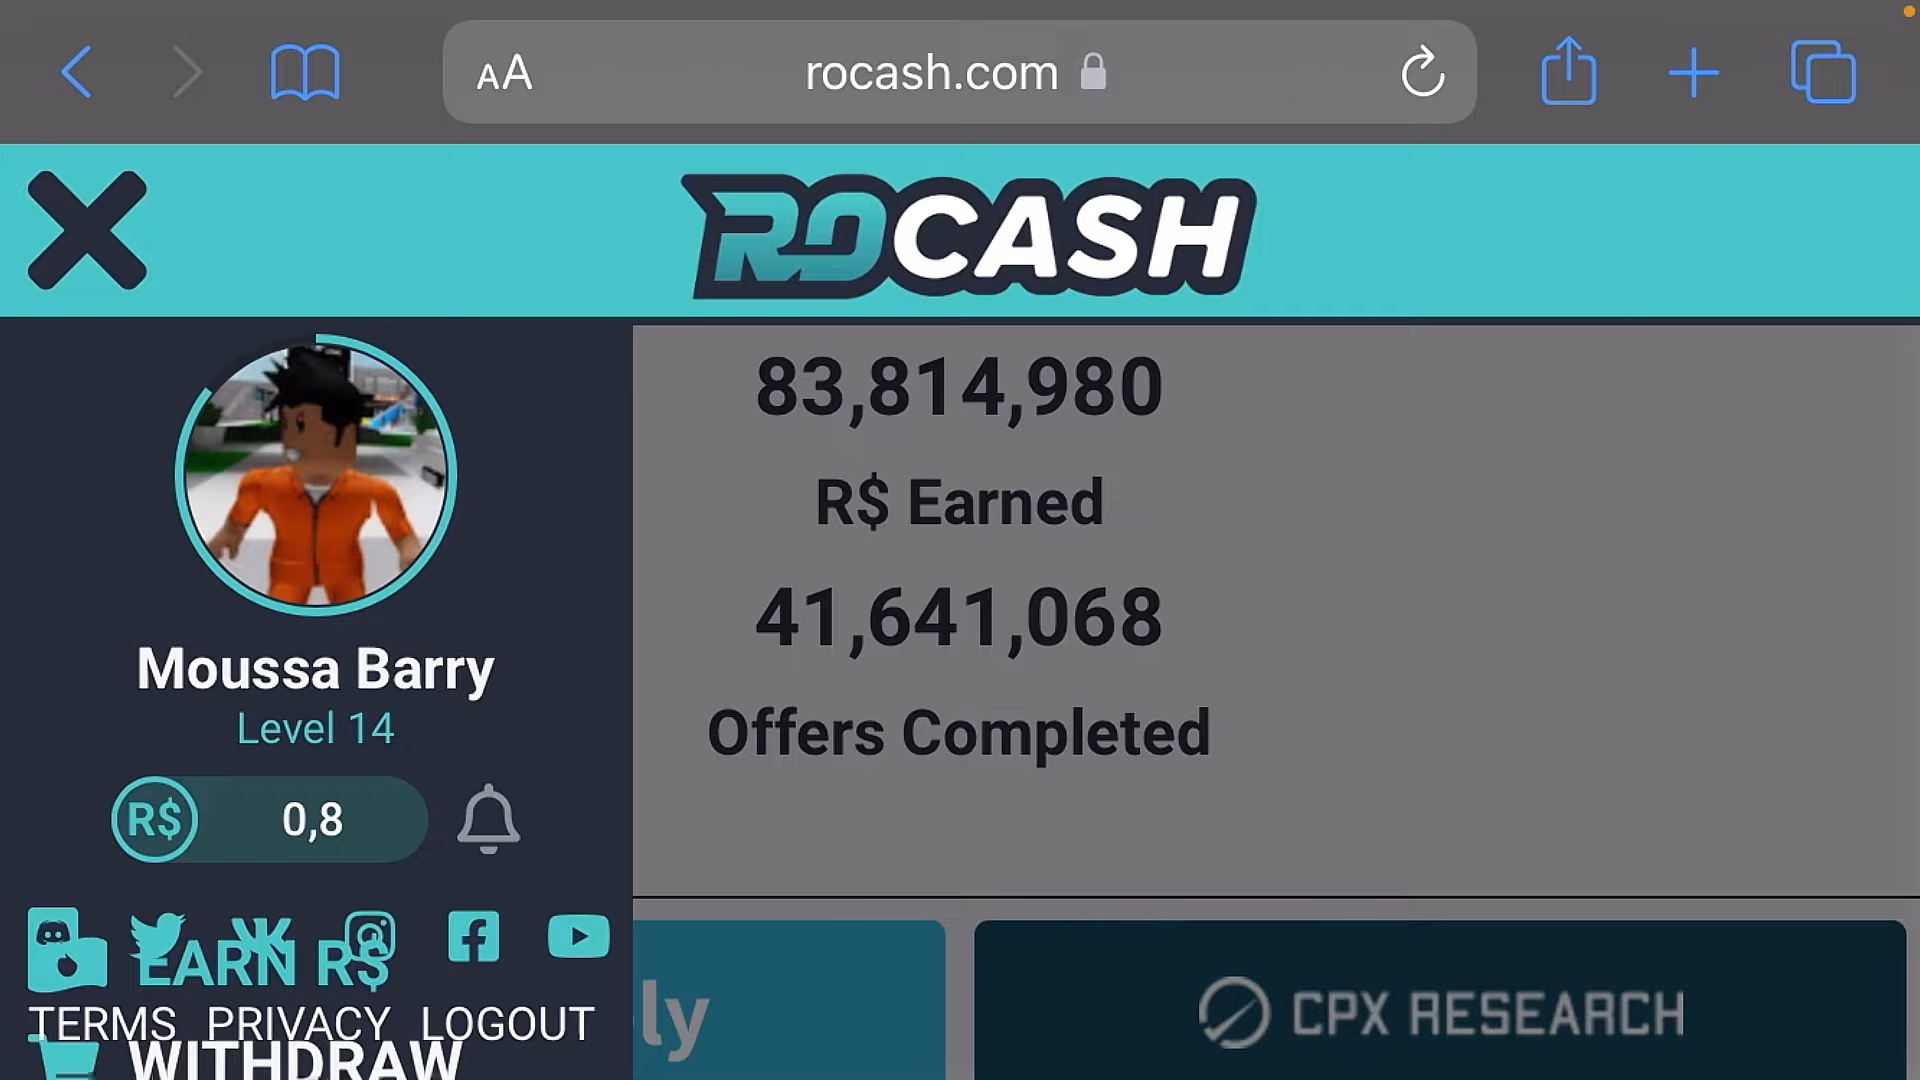 AA rocash.com
ROCASH
83,814,980
R$ Earned
41,641,068
Offers Completed
Moussa Barry
Level 14
R$ 0,8
EARN R$
TERMS PRIVACY LOGOUT
WITHDRAW
ly
CPX RESEARCH